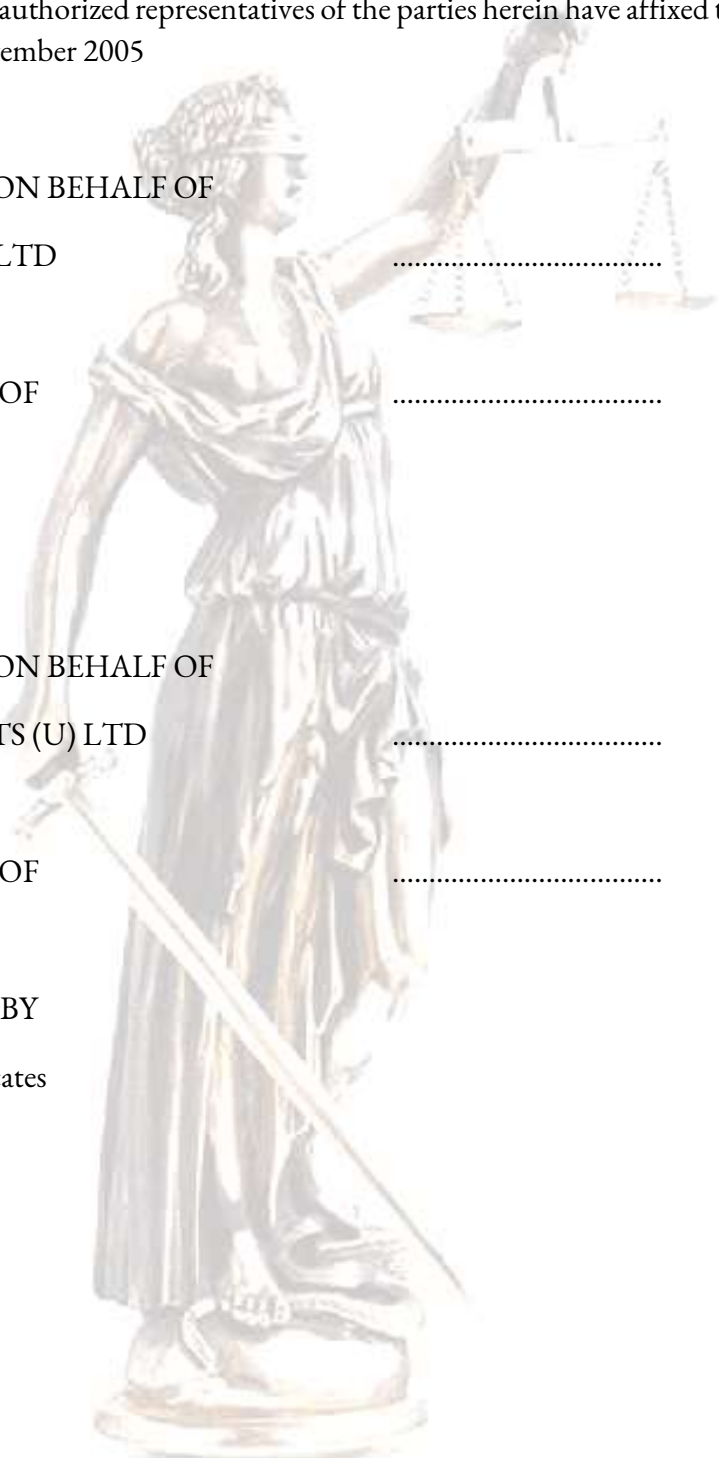 authorized representatives of the parties herein have affixed
ember 2005
ON BEHALF OF
LTD ..................................
OF ..................................
ON BEHALF OF
TS (U) LTD ..................................
OF ..................................
BY
ates